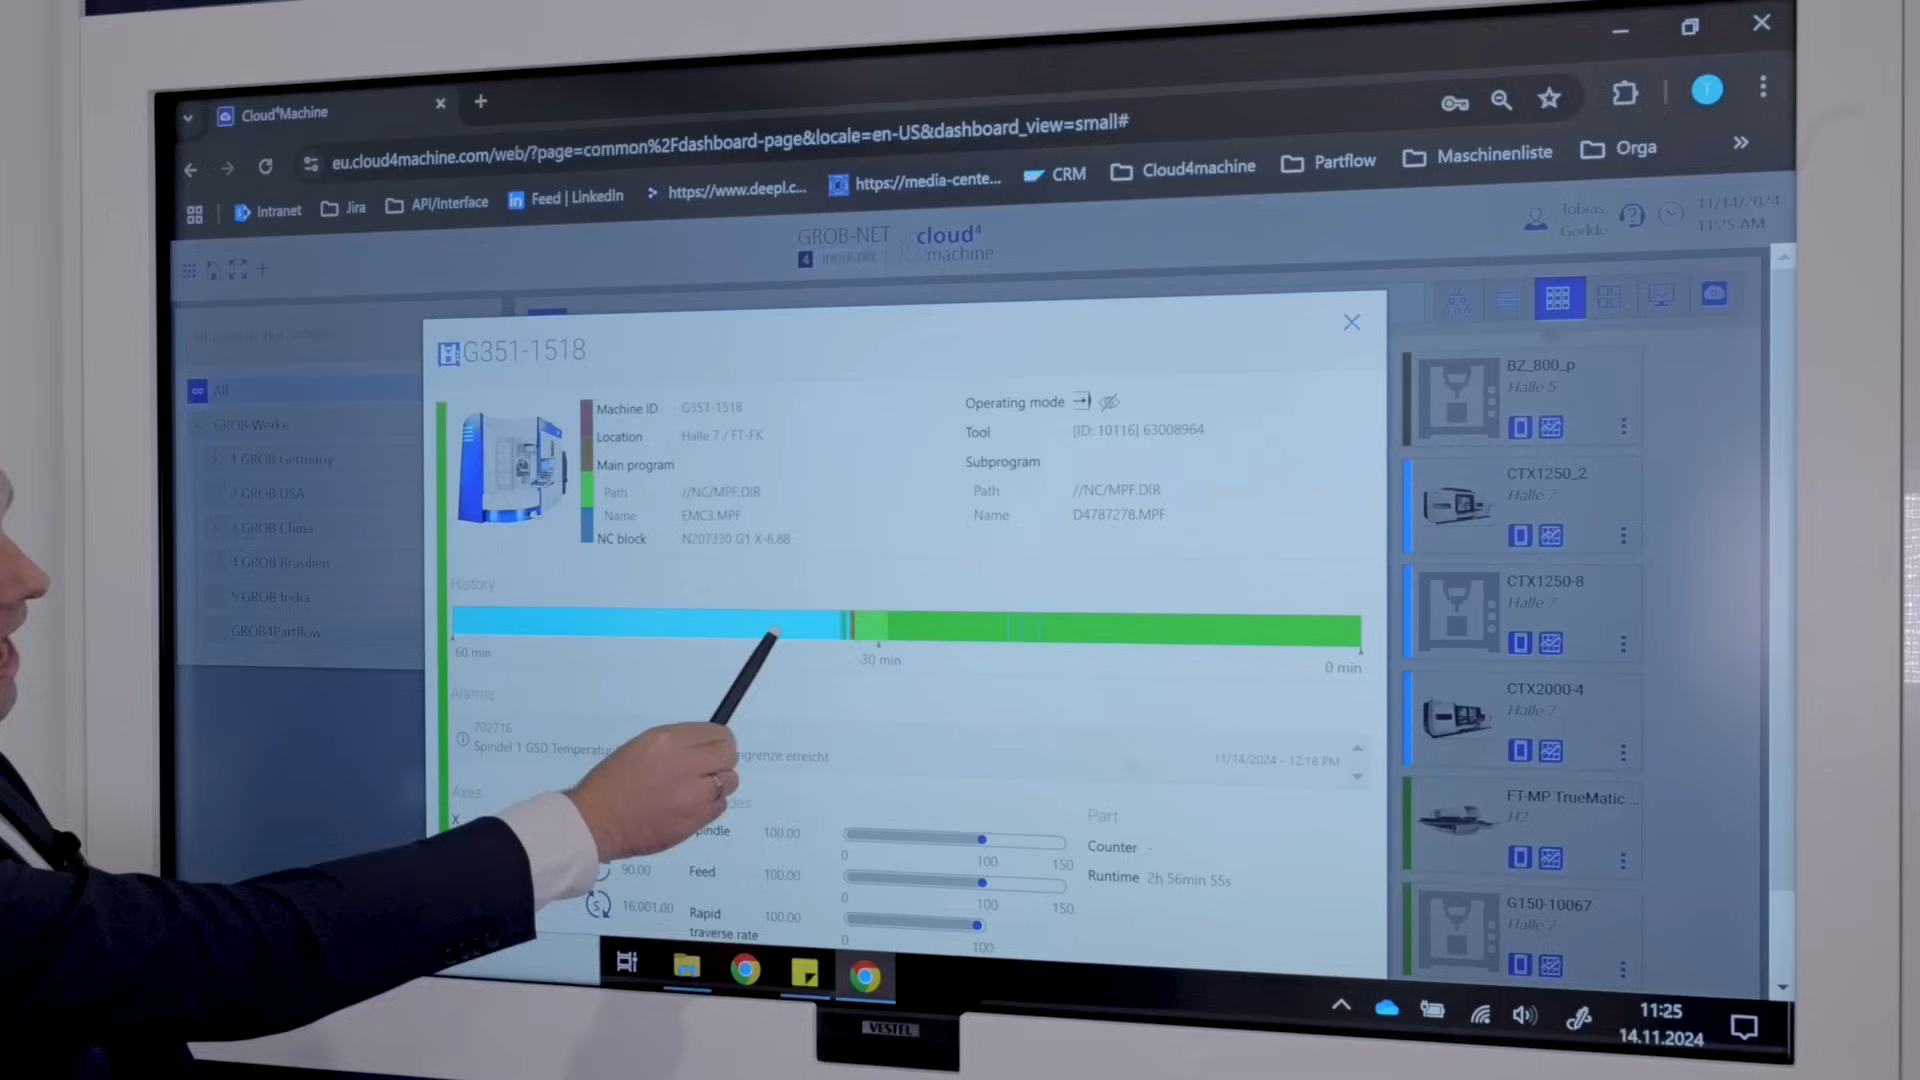 Cloud⁴Machine
eu.cloud4machine.com/web/?page=common%2Fdashboard-page&locale=en-US&dashboard_view=small#
Intranet Jira API/Interface Feed | LinkedIn https://www.deepl.c... https://media-cente... CRM Cloud4machine Partflow Maschinenliste Orga
T
GROB-NET
4 INDUSTRY
cloud⁴
machine
Tobias
11/14/2024
11:25 AM
All
GROB Werke
1 GROB Germany
2 GROB USA
3 GROB China
4 GROB Brasilien
5 GROB India
GROB4Partflow
G351-1518
Machine ID G351-1518
Location Halle 7 / FT-FK
Main program
Path //NC/MPF.DIR
Name EMC3.MPF
NC block N207330 G1 X-6.88
Operating mode
Tool [ID: 10116] 63008964
Subprogram
Path //NC/MPF.DIR
Name D4787278.MPF
History
-60 min
-30 min
0 min
Alarms
702716
Spindel 1 GSD Temperatur
ngrenze erreicht
11/14/2024 - 12:18 PM
Axes
X
90.00
S 16,001.00
Spindle 100.00
0 100 150
Feed 100.00
0 100 150
Rapid
traverse rate
100.00
0 100
Part
Counter -
Runtime 2h 56min 55s
BZ_800_p
Halle 5
CTX1250_2
Halle 7
CTX1250-8
Halle 7
CTX2000-4
Halle 7
FT-MP TrueMatic ...
H2
G150-10067
Halle 7
11:25
14.11.2024
VESTEL